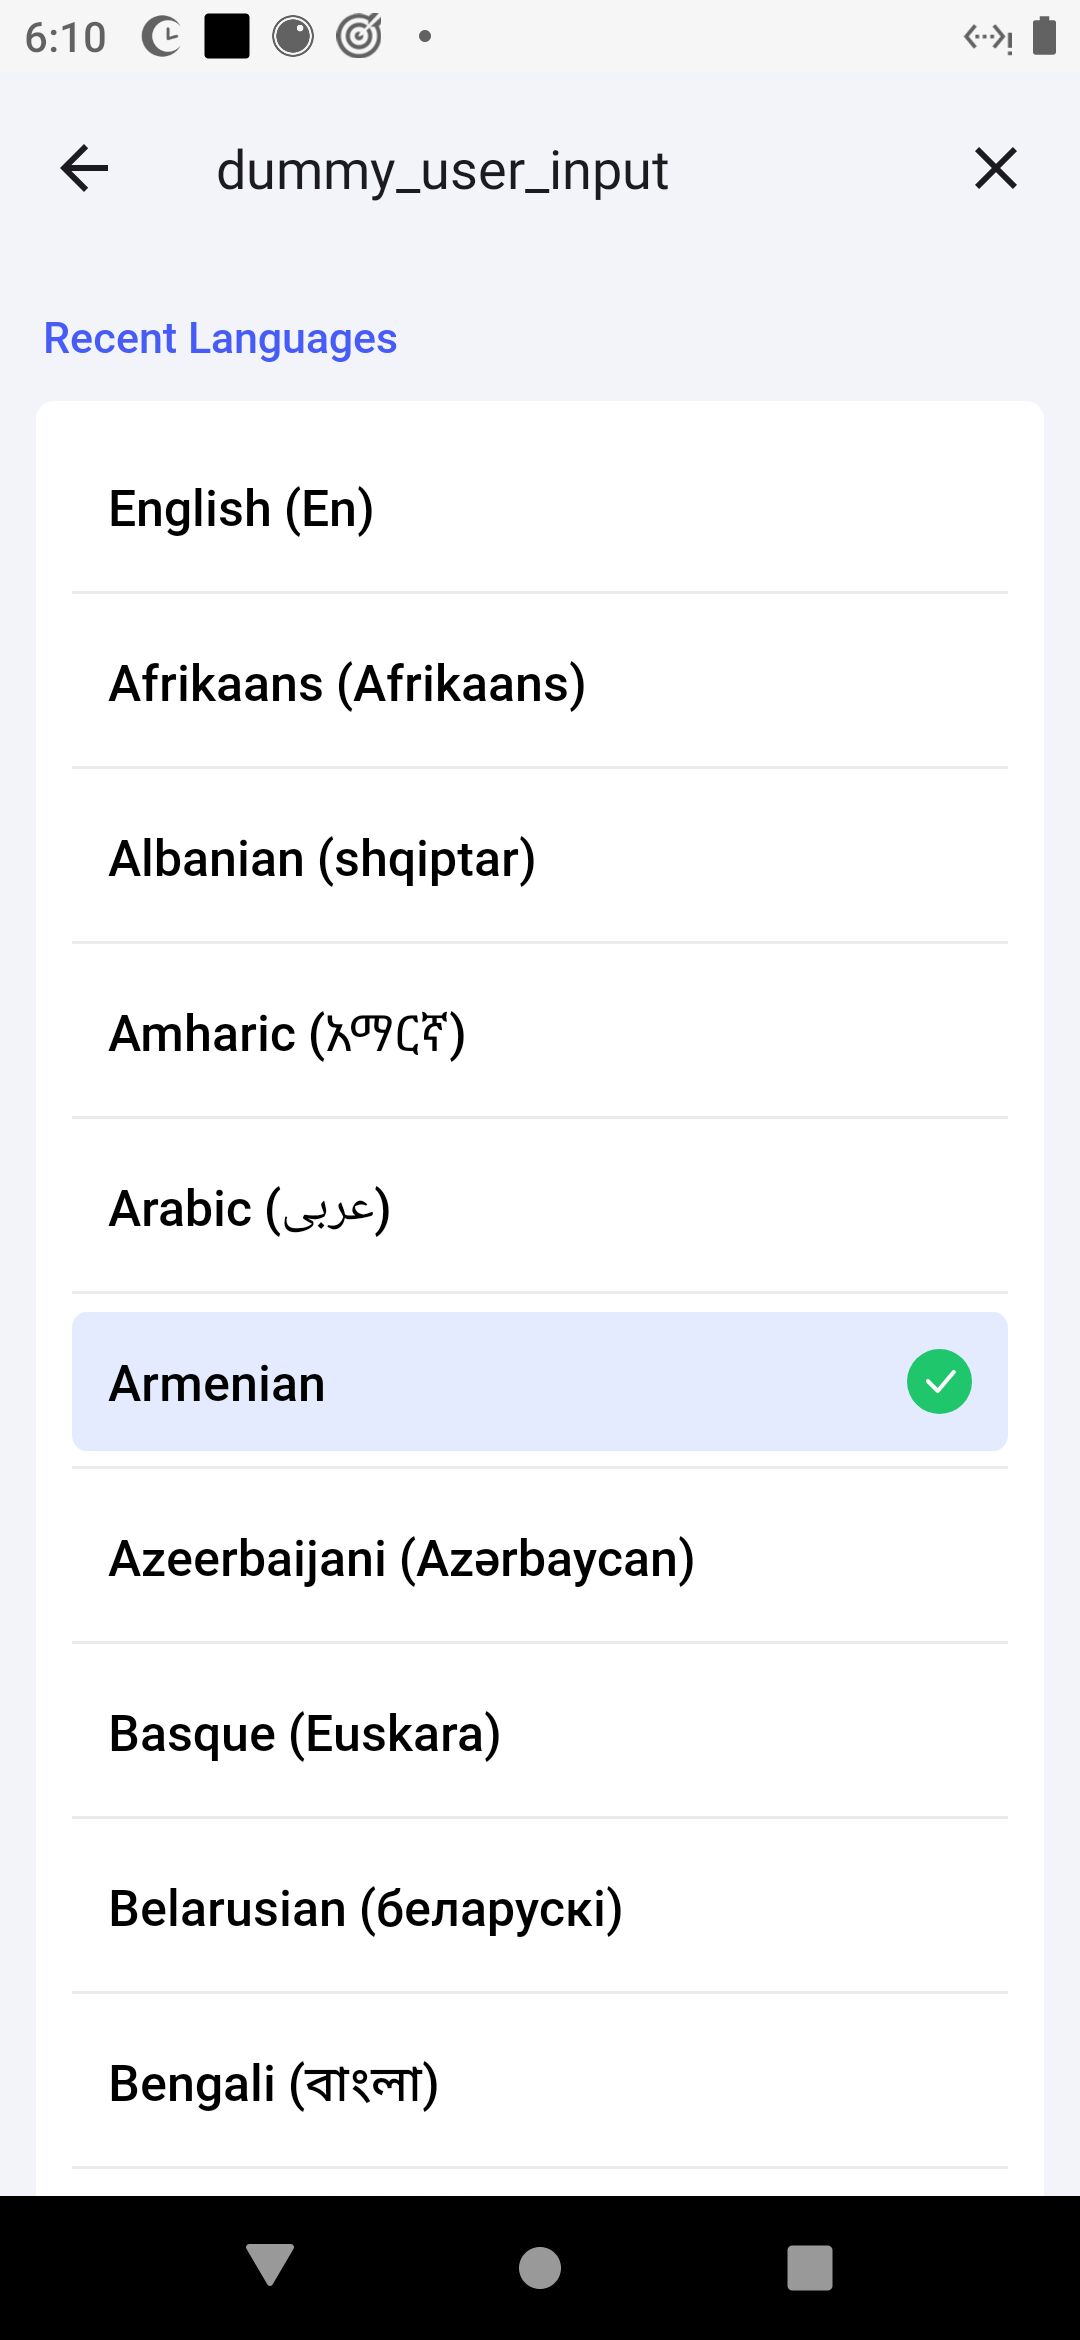 6:10
dummy_user_input
Recent Languages
English (En)
Afrikaans (Afrikaans)
Albanian (shqiptar)
Amharic (አማርኛ)
Arabic (عربى)
Armenian
Azeerbaijani (Azərbaycan)
Basque (Euskara)
Belarusian (беларускі)
Bengali (বাংলা)